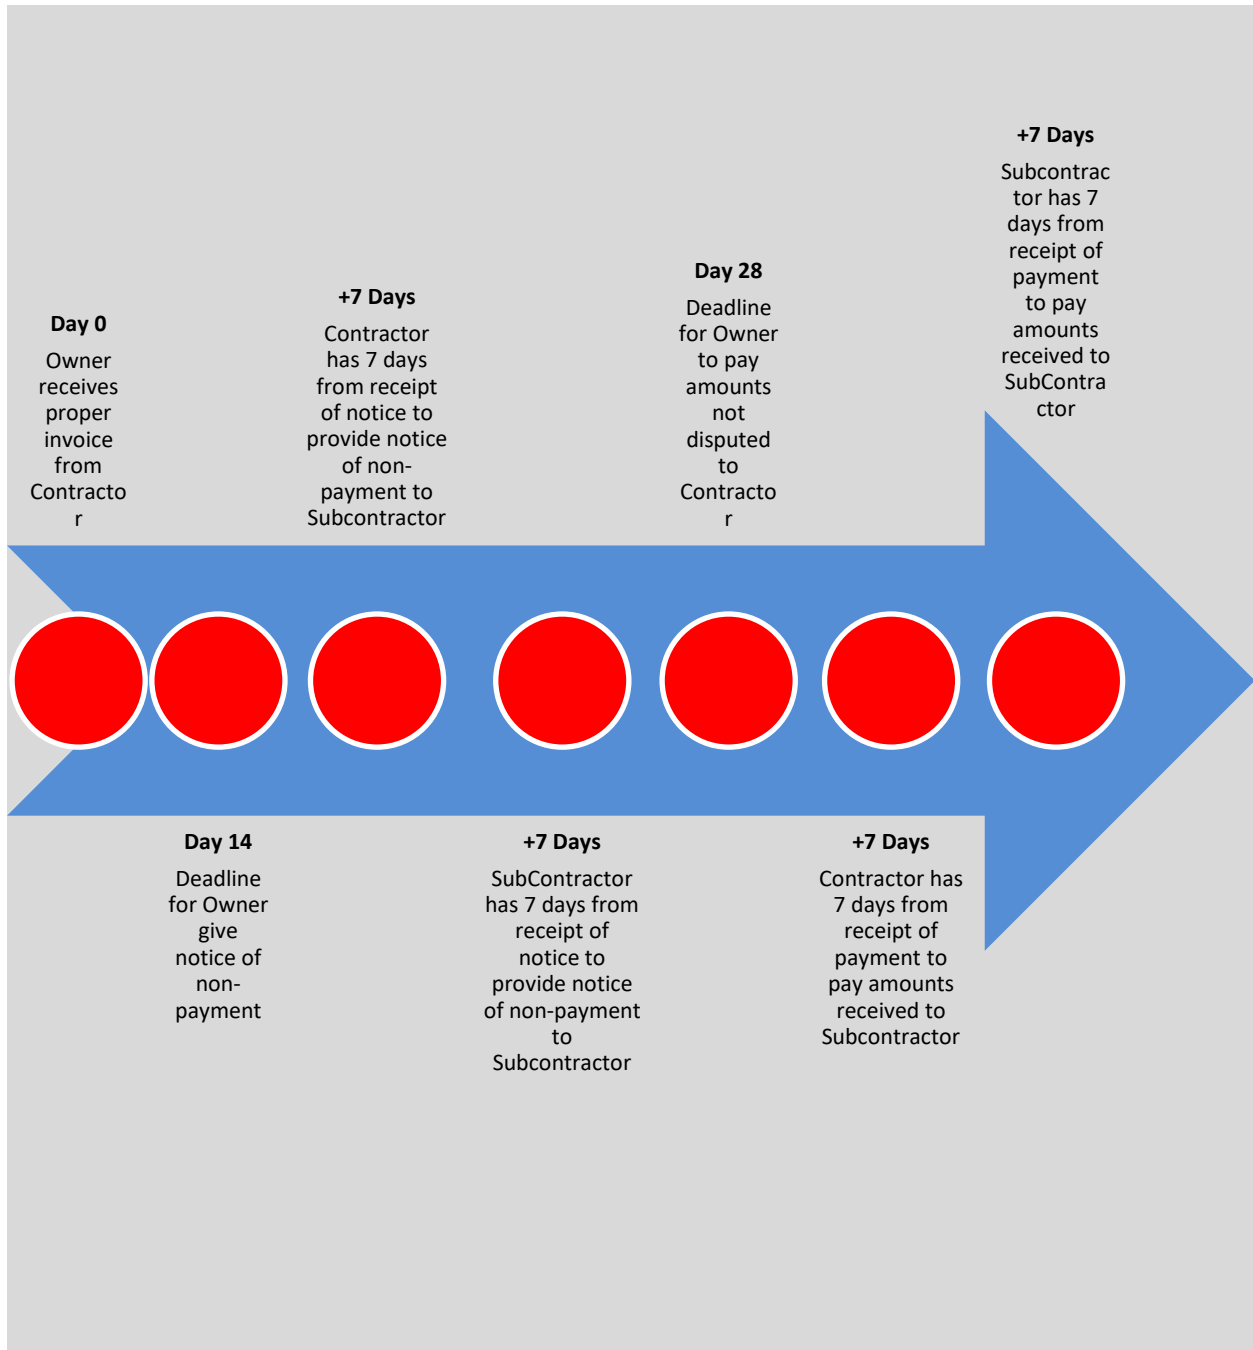 Day 0
Owner
receives
proper
invoice
from
Contracto
r
Day 14
Deadline
for Owner
give
notice of
non-
payment
+7 Days
Contractor
has 7 days
from receipt
of notice to
provide notice
of non-
payment to
Subcontractor
+7 Days
SubContractor
has 7 days from
receipt of
notice to
provide notice
of non-payment
to
Subcontractor
Day 28
Deadline
for Owner
to pay
amounts
not
disputed
to
Contracto
r
+7 Days
Contractor has
7 days from
receipt of
payment to
pay amounts
received to
Subcontractor
+7 Days
Subcontrac
tor has 7
days from
receipt of
payment
to pay
amounts
received to
SubContra
ctor